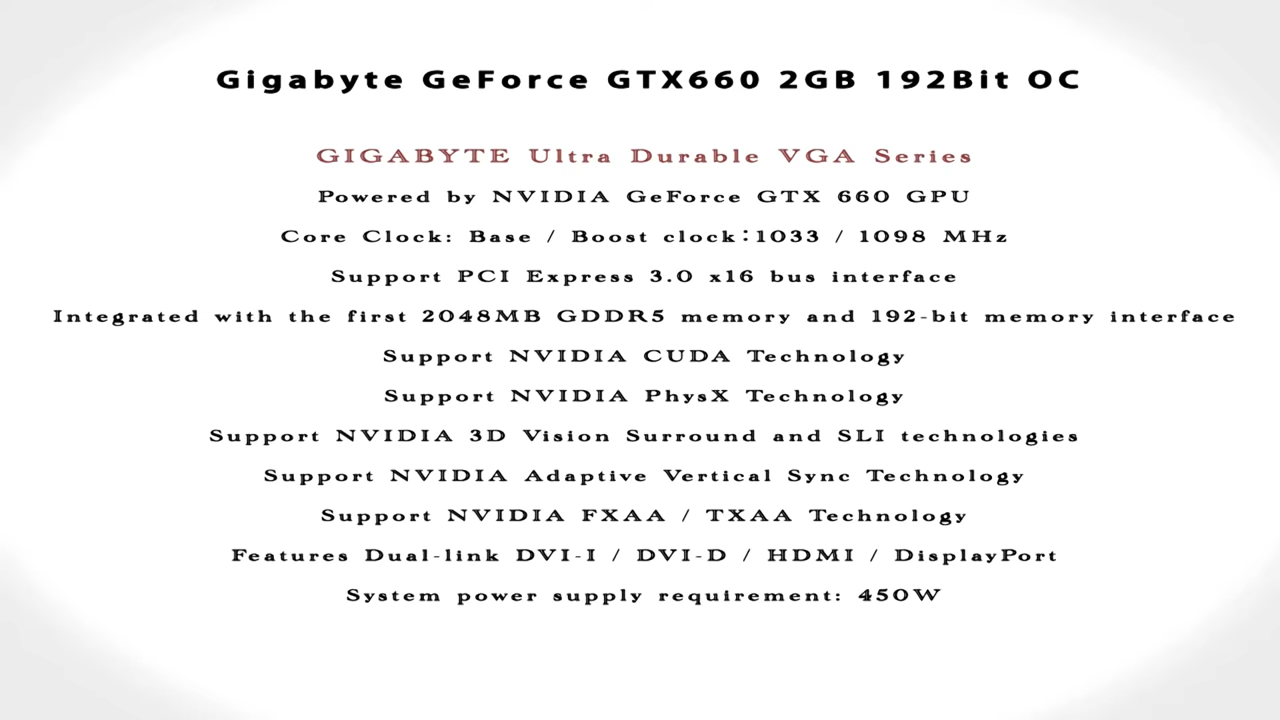 Gigabyte GeForce GTX660 2GB 192Bit OC
GIGABYTE Ultra Durable VGA Series
Powered by NVIDIA GeForce GTX 660 GPU
Core Clock: Base / Boost clock:1033 / 1098 MHz
Support PCI Express 3.0 x16 bus interface
Integrated with the first 2048MB GDDR5 memory and 192-bit memory interface
Support NVIDIA CUDA Technology
Support NVIDIA PhysX Technology
Support NVIDIA 3D Vision Surround and SLI technologies
Support NVIDIA Adaptive Vertical Sync Technology
Support NVIDIA FXAA / TXAA Technology
Features Dual-link DVI-I / DVI-D / HDMI / DisplayPort
System power supply requirement: 450W